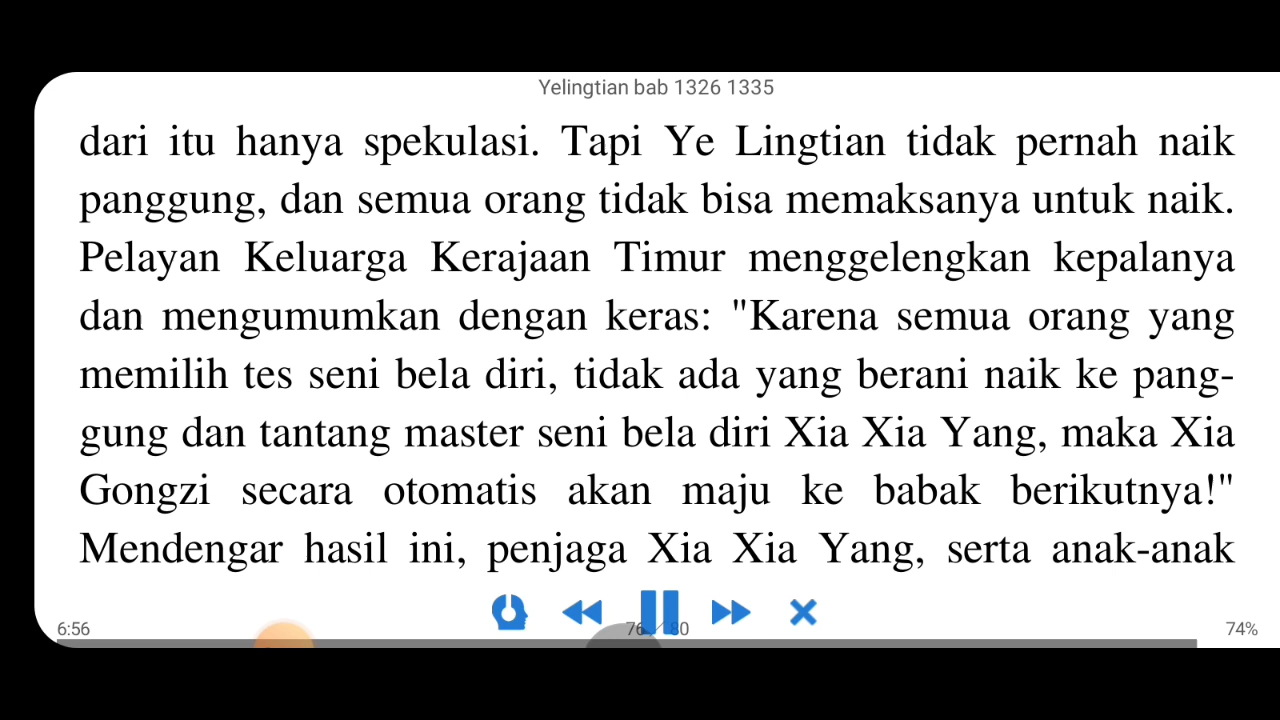 Yelingtian bab 1326 1335
dari itu hanya spekulasi. Tapi Ye Lingtian tidak pernah naik
panggung, dan semua orang tidak bisa memaksanya untuk naik.
Pelayan Keluarga Kerajaan Timur menggelengkan kepalanya
dan mengumumkan dengan keras: "Karena semua orang yang
memilih tes seni bela diri, tidak ada yang berani naik ke pang-
gung dan tantang master seni bela diri Xia Xia Yang, maka Xia
Gongzi secara otomatis akan maju ke babak berikutnya!"
Mendengar hasil ini, penjaga Xia Xia Yang, serta anak-anak
6:56
76 / 80
74%